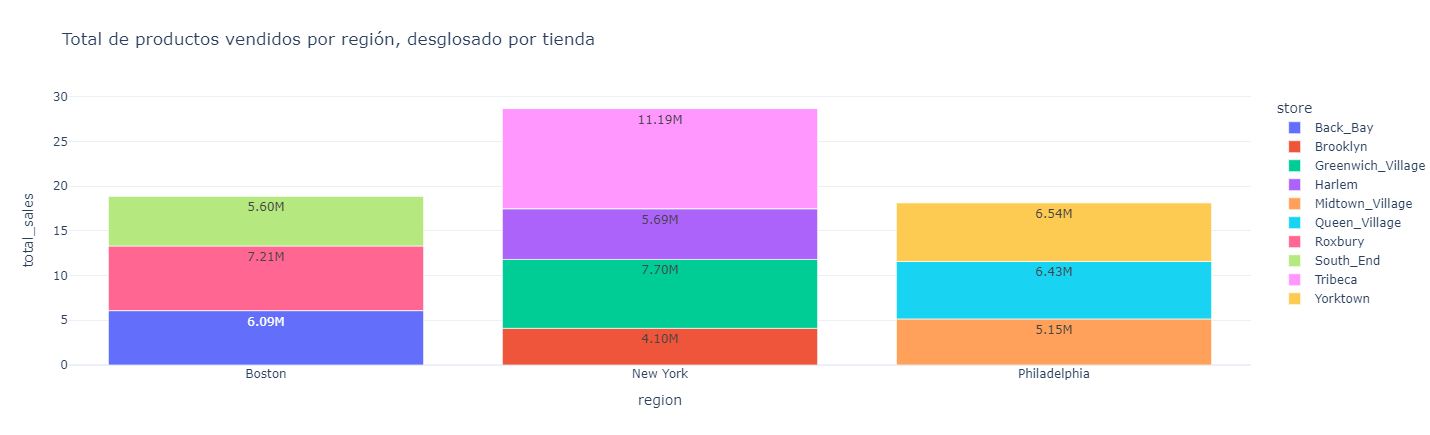 Total de productos vendidos por región, desglosado por tienda
total_sales
30
25
20
15
10
5
0
5.60M
7.21M
6.09M
11.19M
5.69M
7.70M
4.10M
6.54M
6.43M
5.15M
Boston
New York
Philadelphia
region
store
Back_Bay
Brooklyn
Greenwich_Village
Harlem
Midtown_Village
Queen_Village
Roxbury
South_End
Tribeca
Yorktown